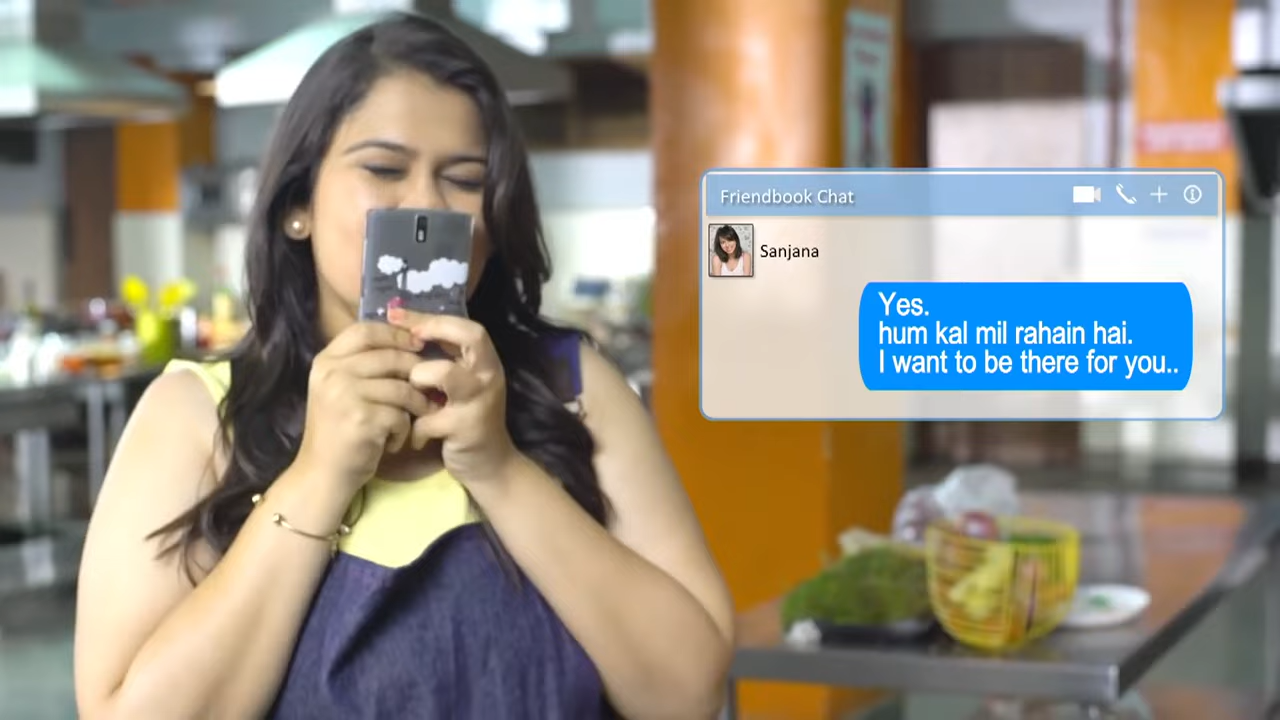 Friendbook Chat
Sanjana
Yes.
hum kal mil rahain hai.
I want to be there for you..